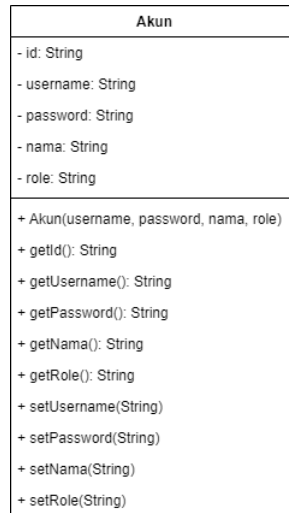 Akun
- id: String
- username: String
- password: String
- nama: String
- role: String
+ Akun(username, password, nama, role)
+ getId(): String
+ getUsername(): String
+ getPassword(): String
+ getNama(): String
+ getRole(): String
+ setUsername(String)
+ setPassword(String)
+ setNama(String)
+ setRole(String)